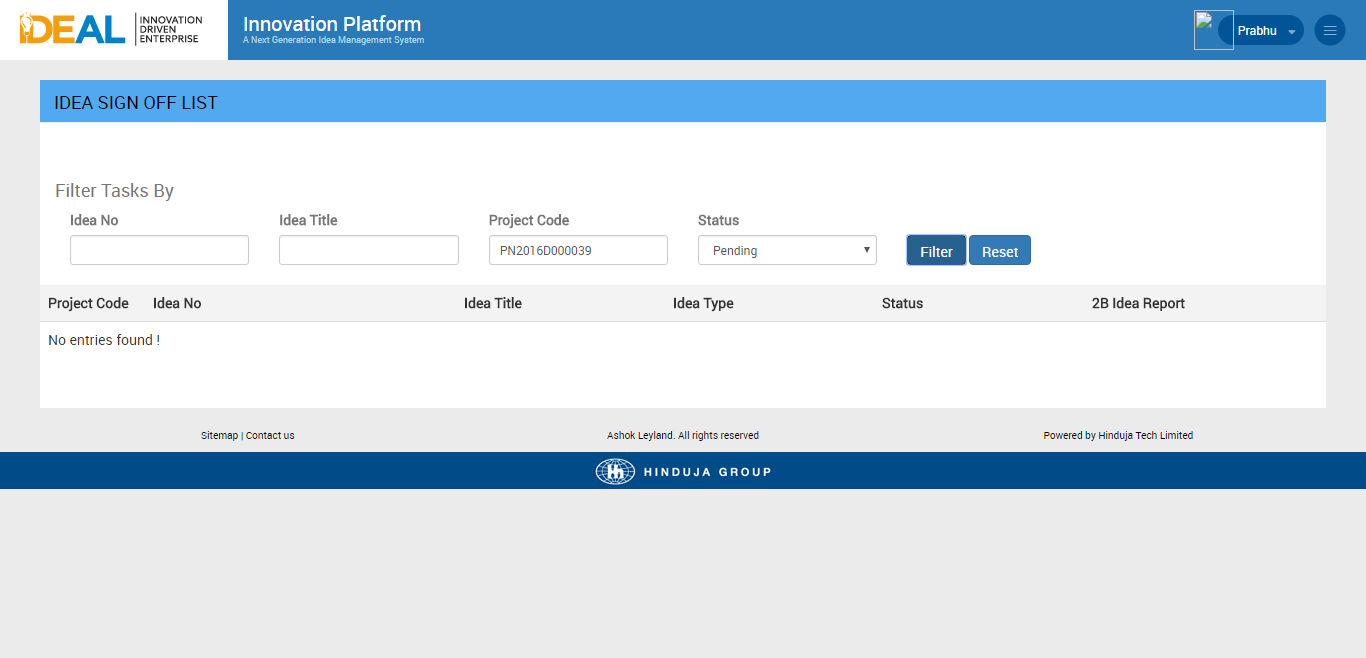 IDEAL INNOVATION
DRIVEN
ENTERPRISE
Innovation Platform
A Next Generation Idea Management System
Prabhu
IDEA SIGN OFF LIST
Filter Tasks By
Idea No Idea Title Project Code Status
PN2016D000039 Pending Filter Reset
Project Code Idea No Idea Title Idea Type Status 2B Idea Report
No entries found !
Sitemap | Contact us Ashok Leyland. All rights reserved Powered by Hinduja Tech Limited
HINDUJA GROUP